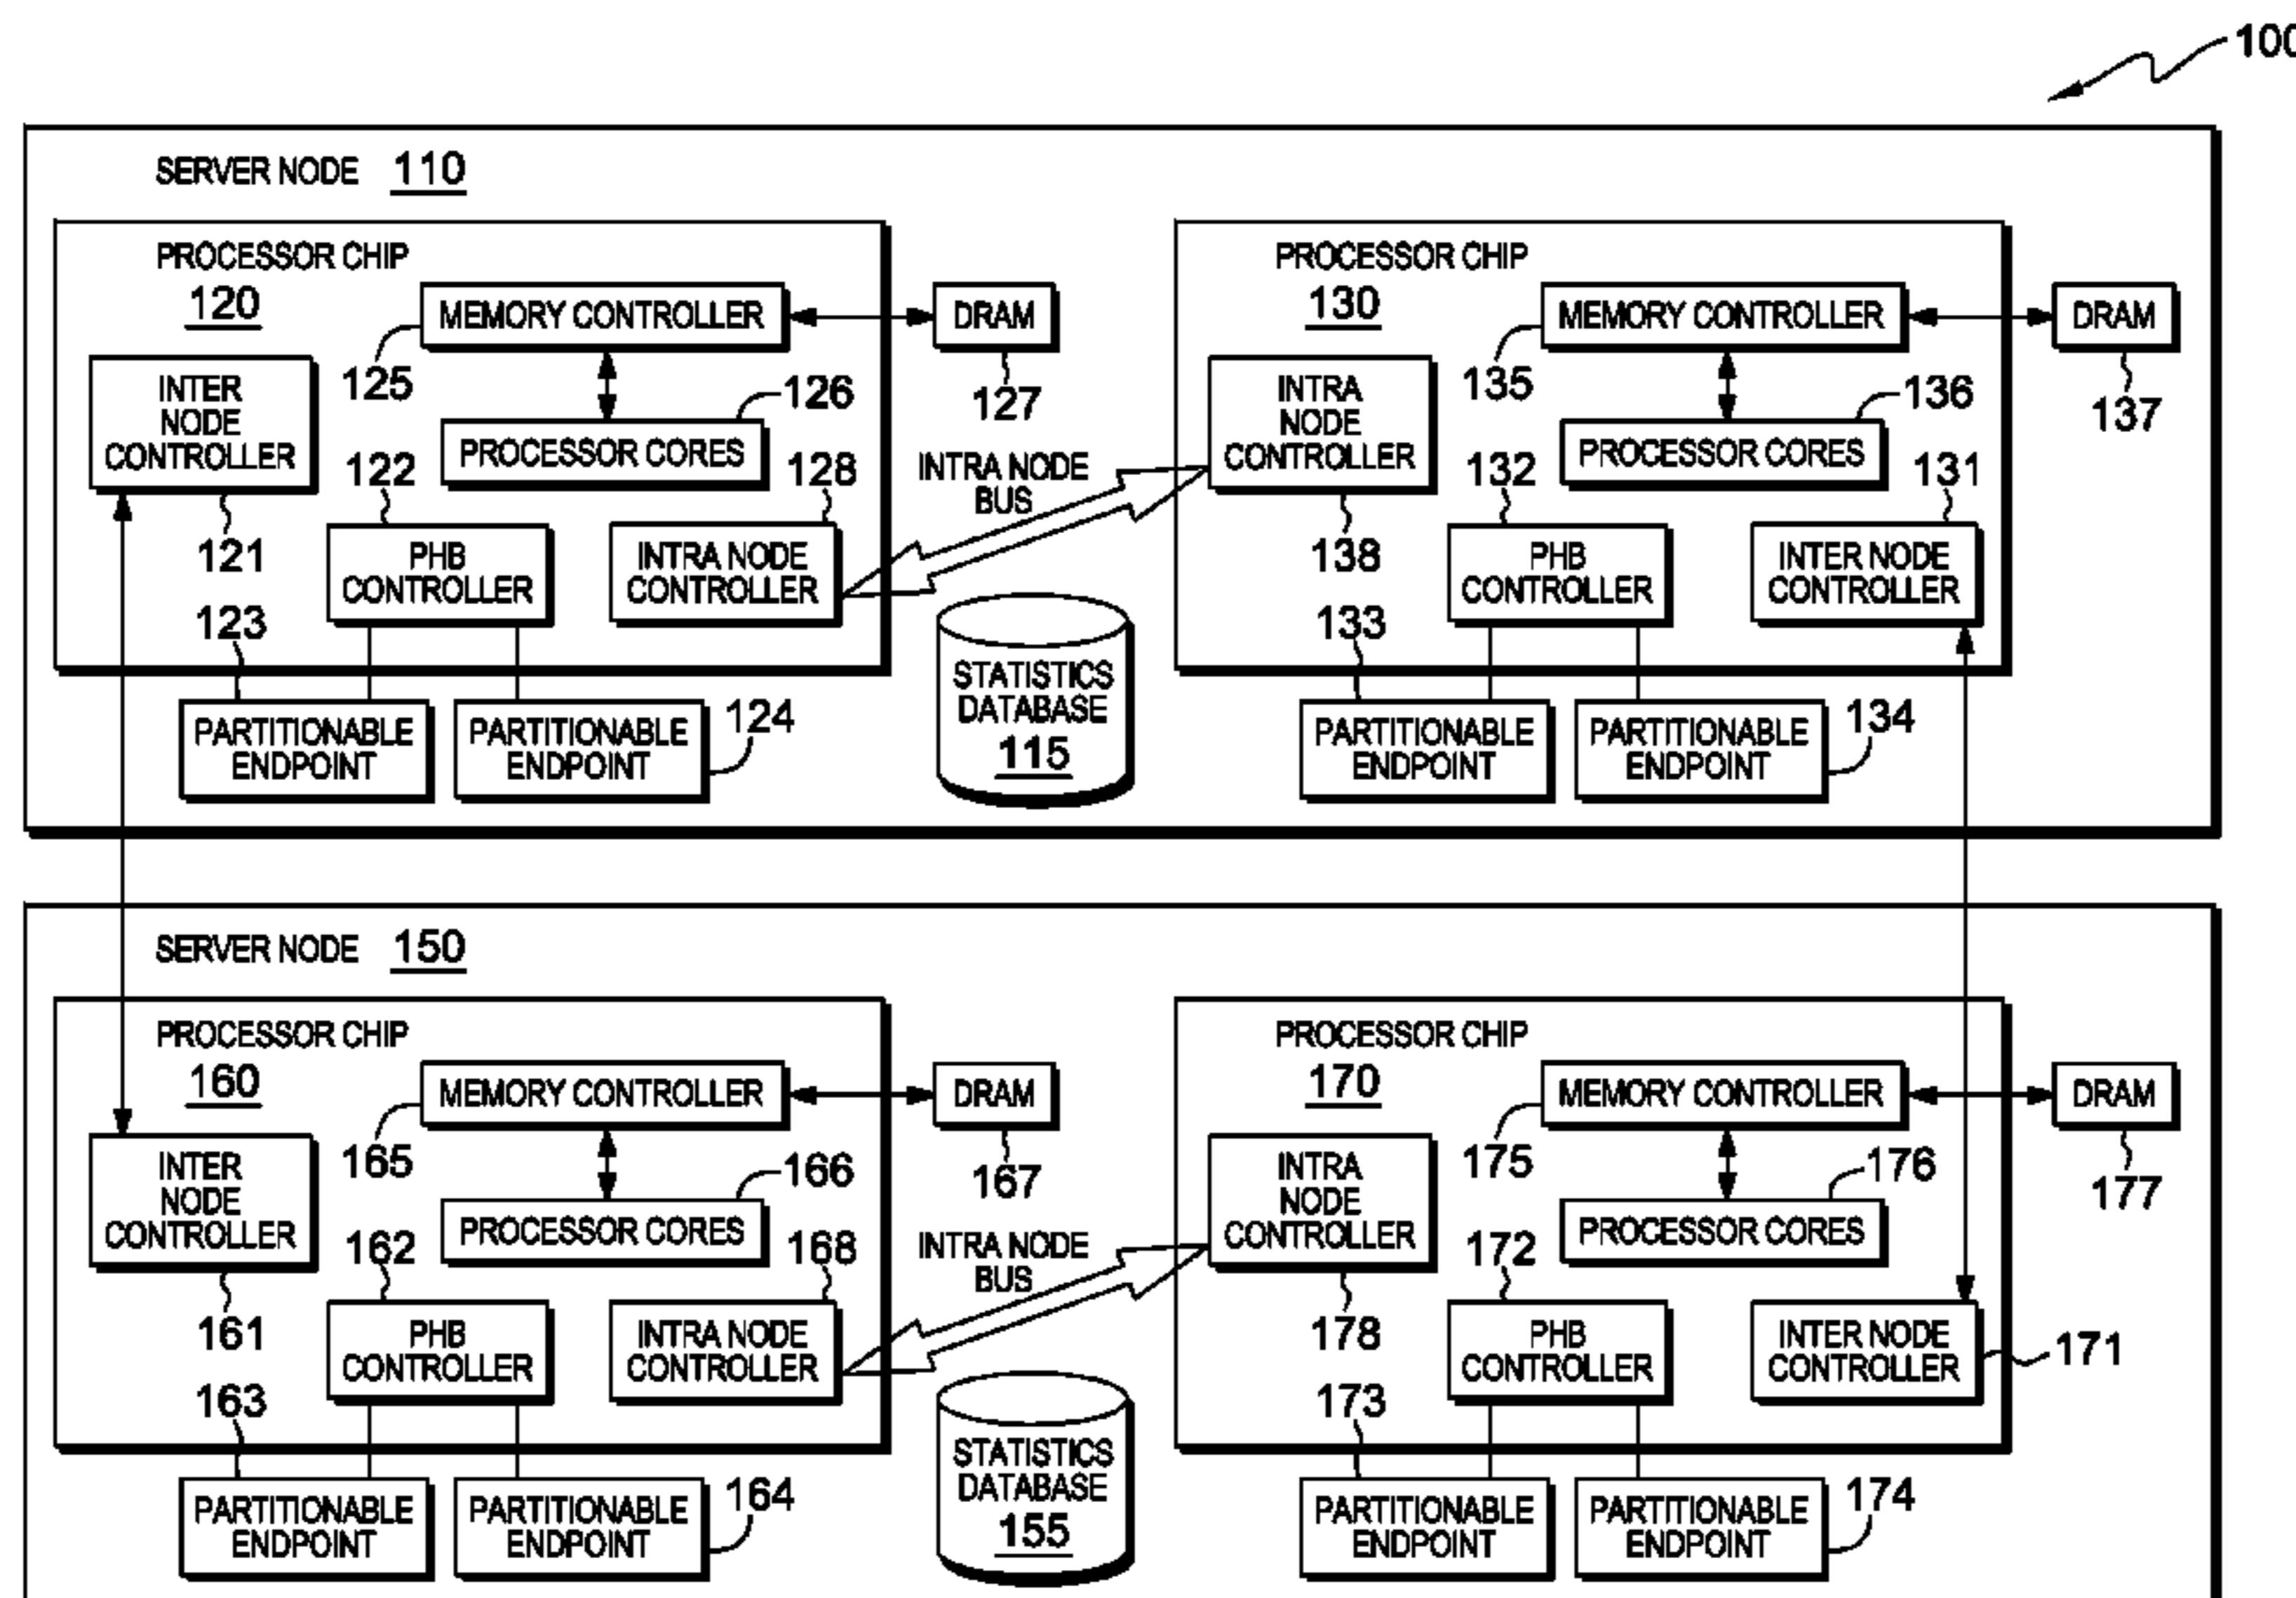 100
SERVER NODE 110
PROCESSOR CHIP
120
MEMORY CONTROLLER
125
DRAM
127
INTER
NODE
CONTROLLER
121
126
PROCESSOR CORES
122
PHB
CONTROLLER
128
INTRA NODE
CONTROLLER
123
PARTITIONABLE
ENDPOINT
PARTITIONABLE
ENDPOINT
124
INTRA NODE
BUS
STATISTICS
DATABASE
115
PROCESSOR CHIP
130
MEMORY CONTROLLER
135
DRAM
137
INTRA
NODE
CONTROLLER
138
136
PROCESSOR CORES
132
PHB
CONTROLLER
131
INTER NODE
CONTROLLER
133
PARTITIONABLE
ENDPOINT
PARTITIONABLE
ENDPOINT
134
SERVER NODE 150
PROCESSOR CHIP
160
MEMORY CONTROLLER
165
DRAM
167
INTER
NODE
CONTROLLER
161
166
PROCESSOR CORES
162
PHB
CONTROLLER
168
INTRA NODE
CONTROLLER
163
PARTITIONABLE
ENDPOINT
PARTITIONABLE
ENDPOINT
164
INTRA NODE
BUS
STATISTICS
DATABASE
155
PROCESSOR CHIP
170
MEMORY CONTROLLER
175
DRAM
177
INTRA
NODE
CONTROLLER
178
176
PROCESSOR CORES
172
PHB
CONTROLLER
INTER NODE
CONTROLLER
171
173
PARTITIONABLE
ENDPOINT
PARTITIONABLE
ENDPOINT
174